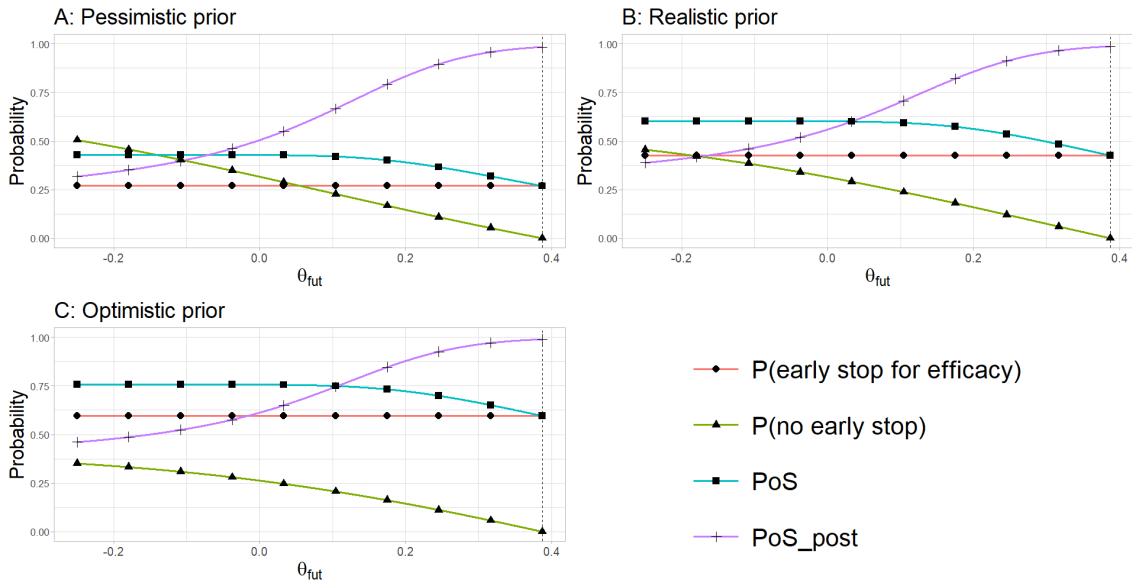 A: Pessimistic prior
1.00
0.75
0.50
0.25
0.00
Probability
-0.2
0.0
0.2
0.4
θfut
B: Realistic prior
1.00
0.75
0.50
0.25
0.00
Probability
-0.2
0.0
0.2
0.4
θfut
C: Optimistic prior
1.00
0.75
0.50
0.25
0.00
Probability
-0.2
0.0
0.2
0.4
θfut
P(early stop for efficacy)
P(no early stop)
PoS
PoS_post